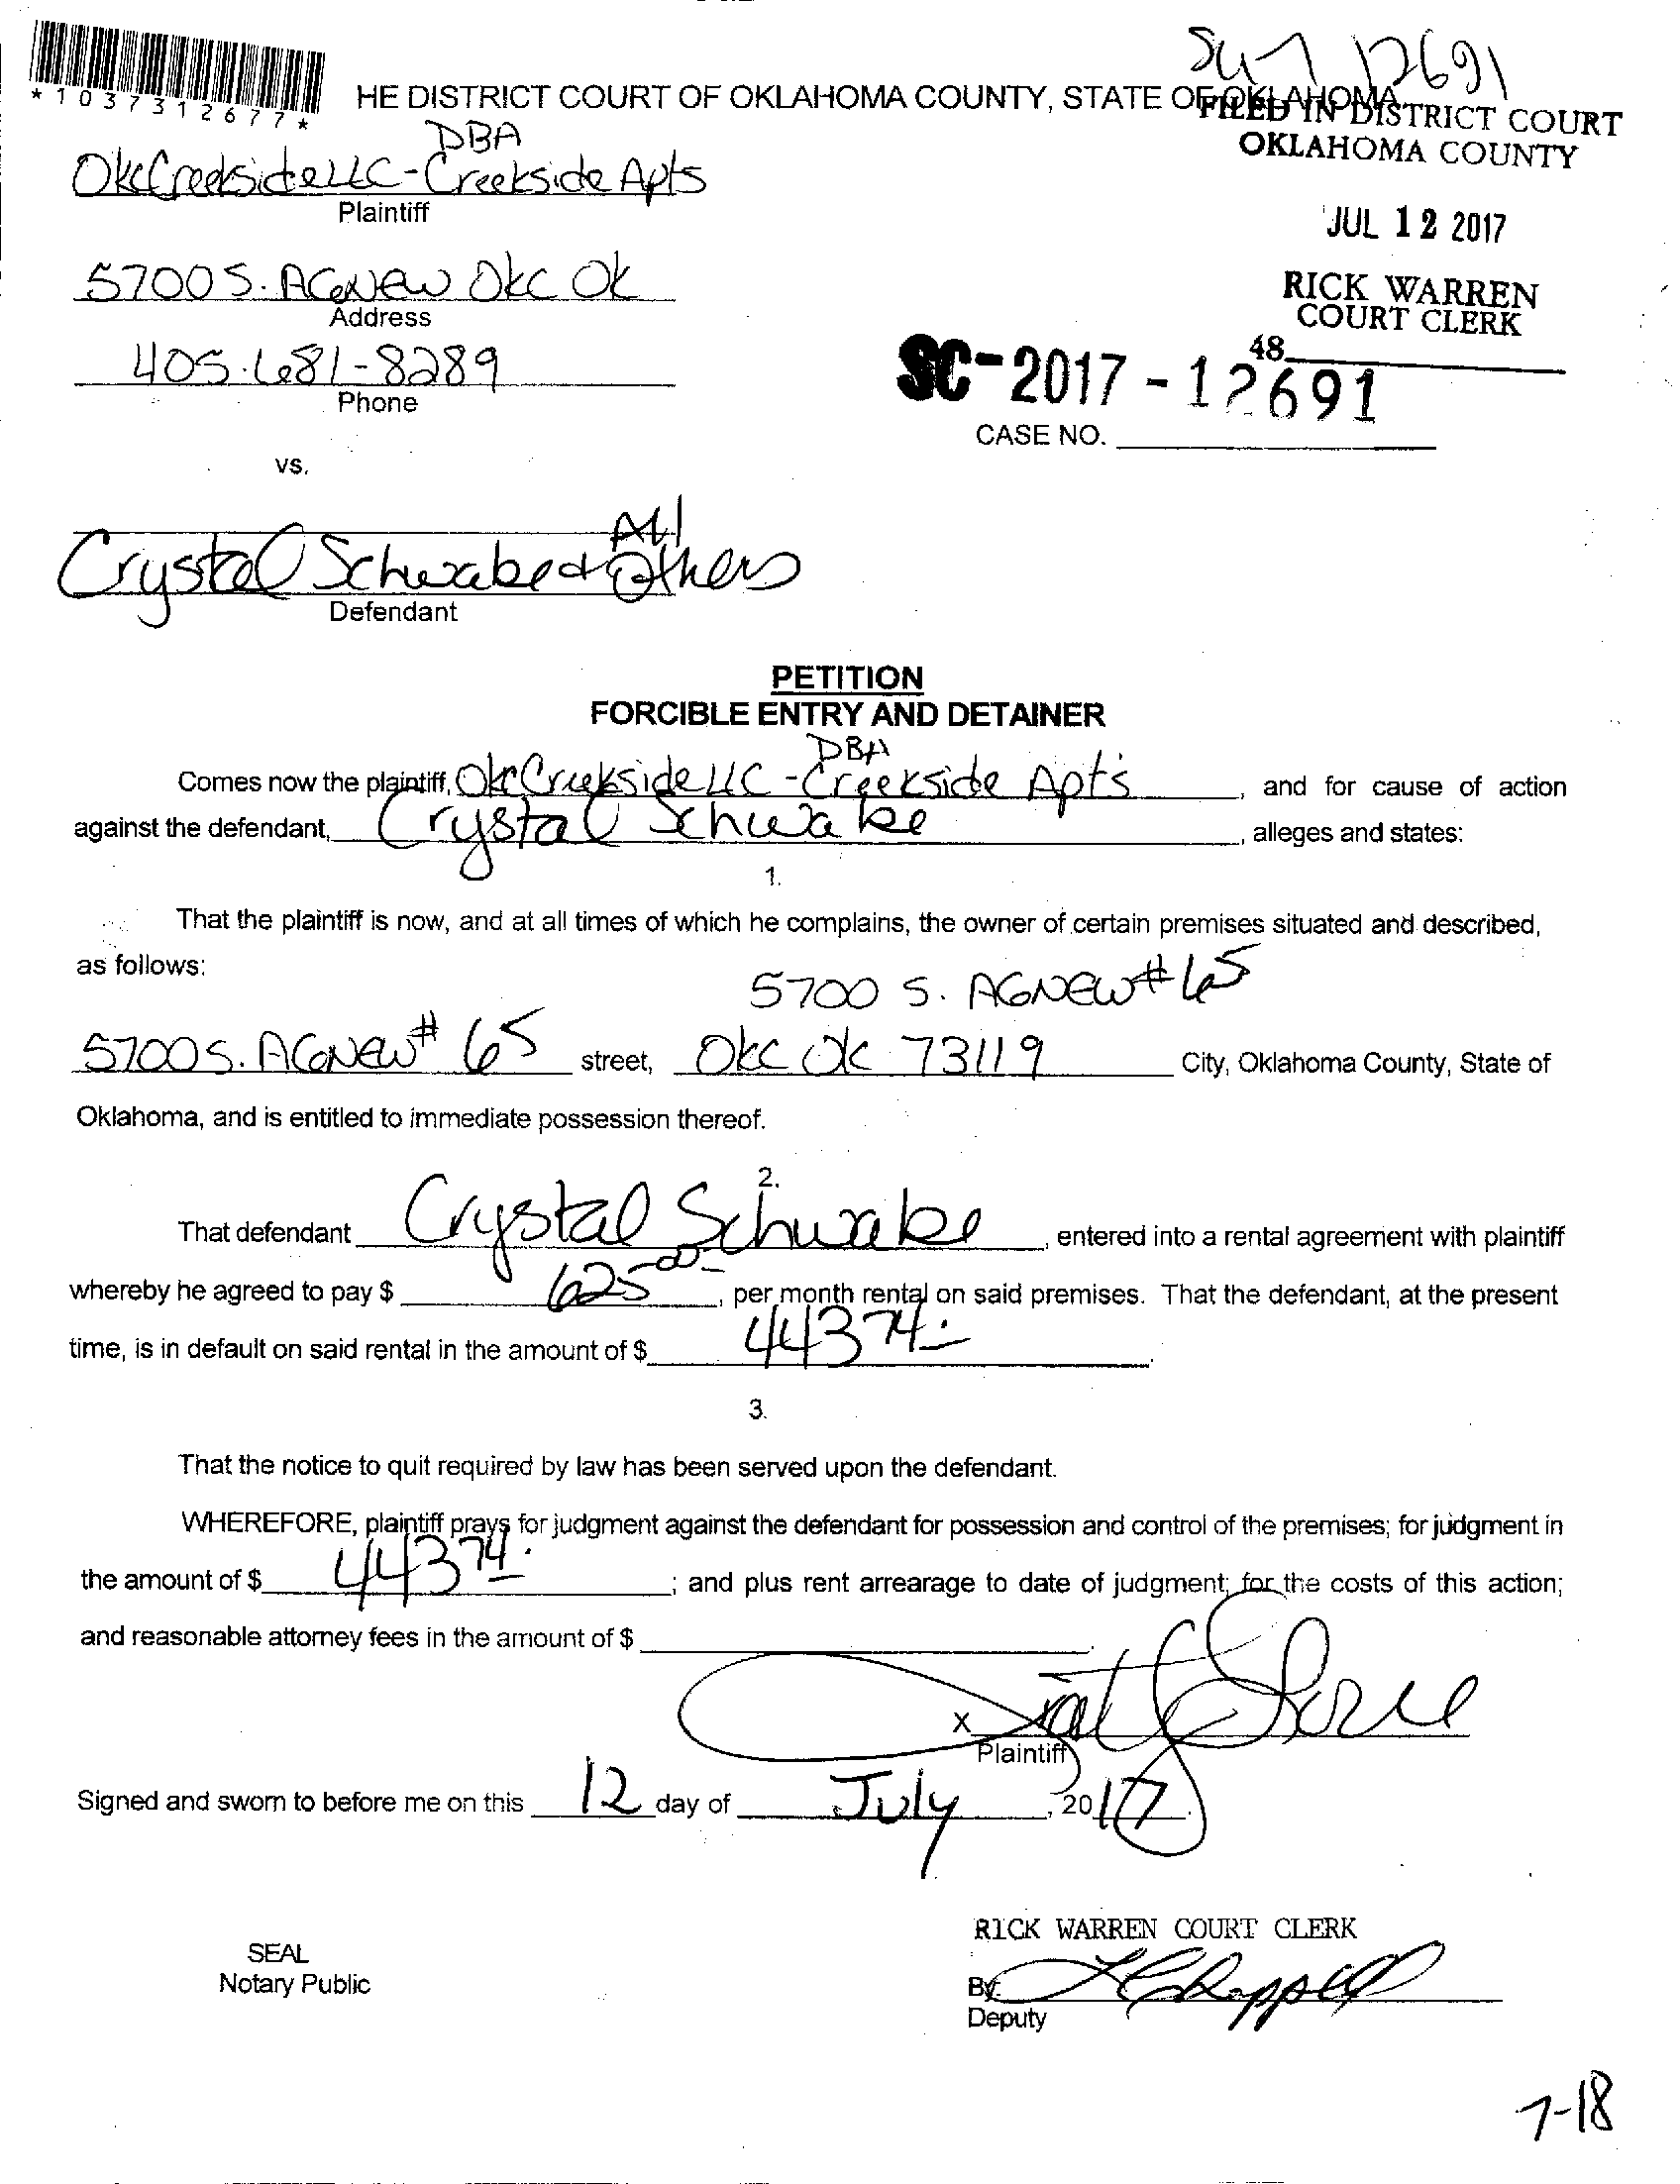 SC-17 12691
*1037312677*
HE DISTRICT COURT OF OKLAHOMA COUNTY, STATE OF OKLAHOMA
FILED IN DISTRICT COURT
OKLAHOMA COUNTY
JUL 12 2017
RICK WARREN
COURT CLERK
48
DBA
OkcCreeksideLLC-Creekside Apts
Plaintiff
5700 S. AGNEW OKC OK
Address
405.681-8289
Phone
SC-2017-12691
CASE NO.
vs.
All
Crystal Schwabe & Others
Defendant
PETITION
FORCIBLE ENTRY AND DETAINER
DBA
Comes now the plaintiff, OkcCreekside LLC - Creekside Apt's, and for cause of action
against the defendant, Crystal Schwabe, alleges and states:
1.
That the plaintiff is now, and at all times of which he complains, the owner of certain premises situated and described,
as follows:
5700 S. AGNEW # 65
5700 S. AGNEW # 65 street, OKC OK 73119 City, Oklahoma County, State of
Oklahoma, and is entitled to immediate possession thereof.
2.
That defendant Crystal Schwabe, entered into a rental agreement with plaintiff
whereby he agreed to pay $ 625.00, per month rental on said premises. That the defendant, at the present
time, is in default on said rental in the amount of $ 443 74.
3.
That the notice to quit required by law has been served upon the defendant.
WHEREFORE, plaintiff prays for judgment against the defendant for possession and control of the premises; for judgment in
the amount of $ 443 74. ; and plus rent arrearage to date of judgment; for the costs of this action;
and reasonable attorney fees in the amount of $
X
Plaintiff
Signed and sworn to before me on this 12 day of July, 2017.
RICK WARREN COURT CLERK
SEAL
Notary Public
By:
Deputy
7-18